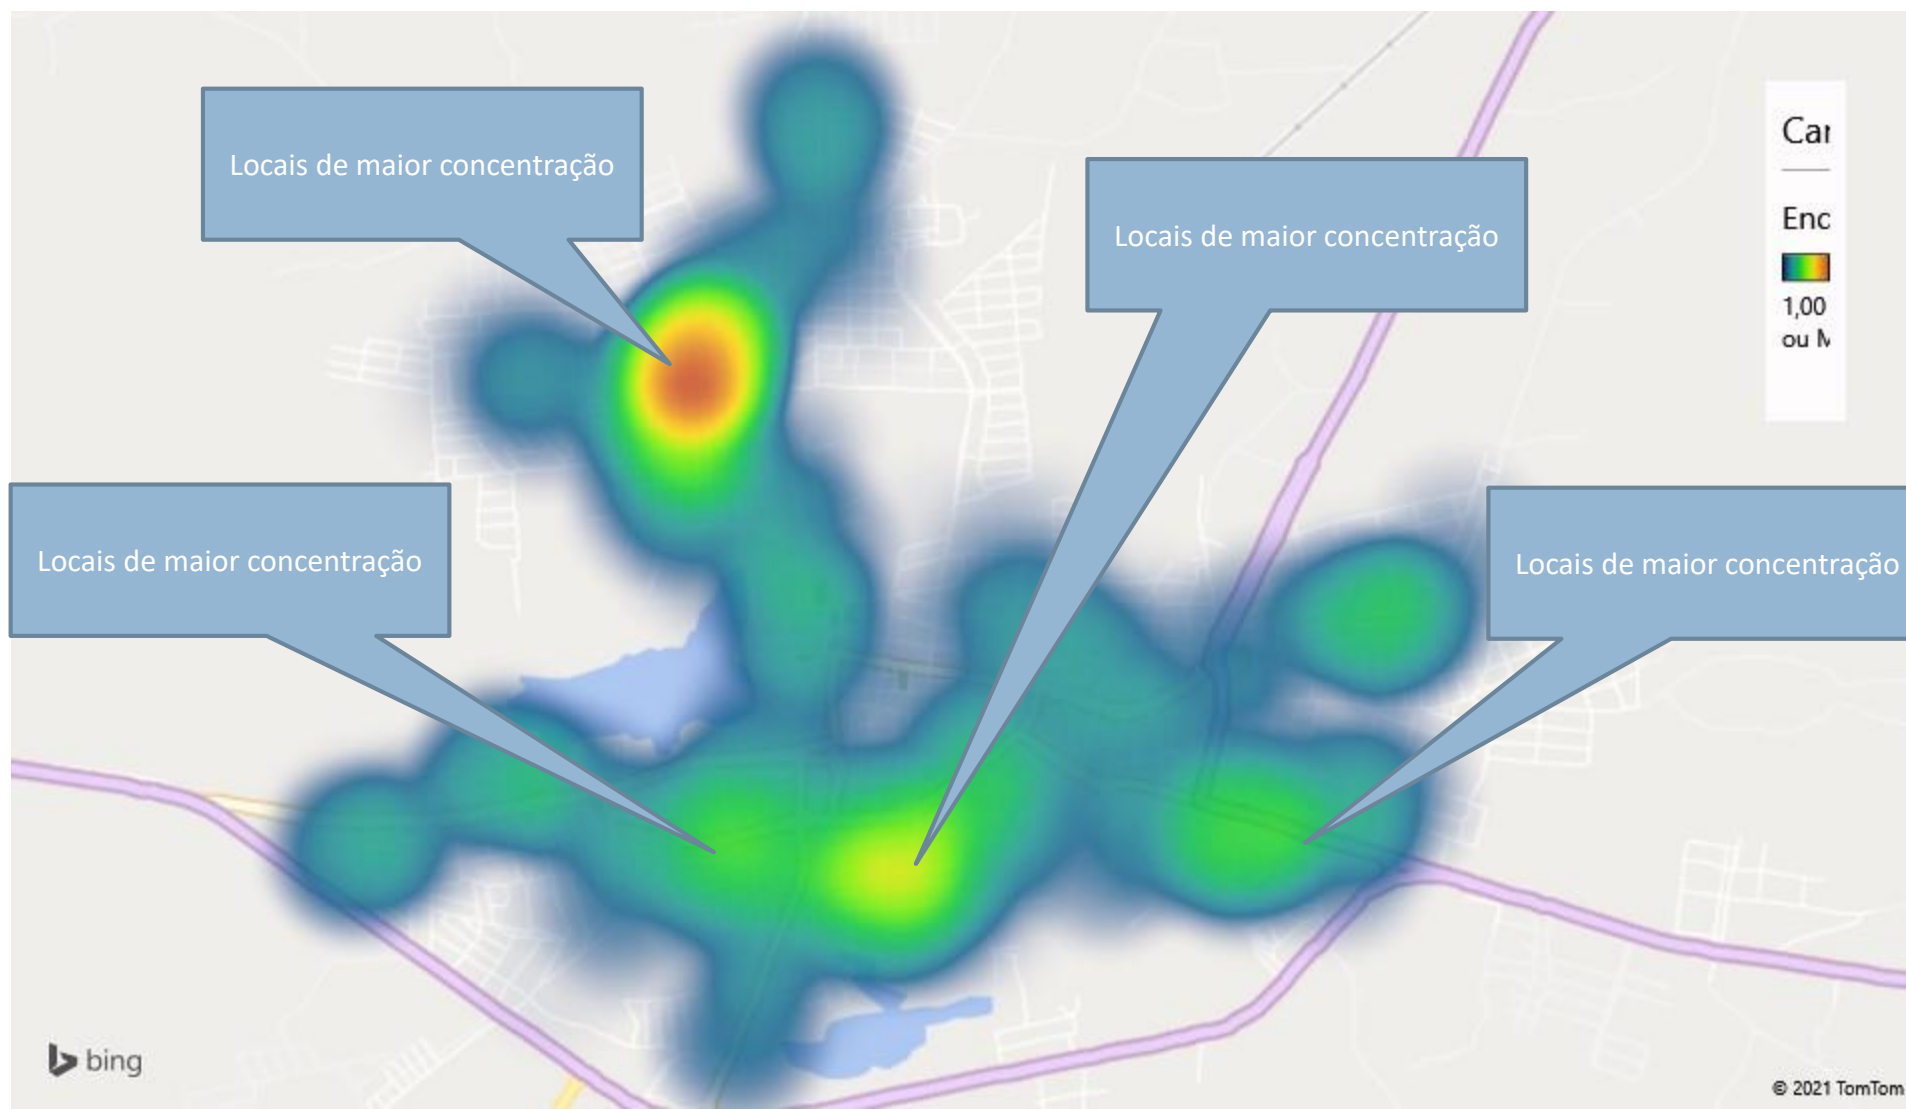 Locais de maior concentração
Locais de maior concentração
Locais de maior concentração
Locais de maior concentração
Enc
1,00
ou
bing
© 2021 TomTom